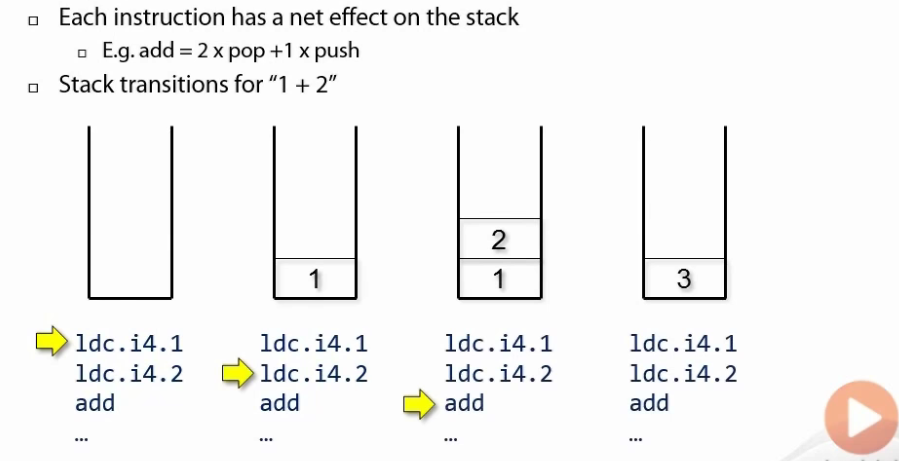 Each instruction has a net effect on the stack
E.g. add = 2 x pop +1 x push
Stack transitions for “1 + 2”
2
1 1 3
ldc.i4.1 ldc.i4.1 ldc.i4.1 ldc.i4.1
ldc.i4.2 ldc.i4.2 ldc.i4.2 ldc.i4.2
add add add add
... ... ... ...